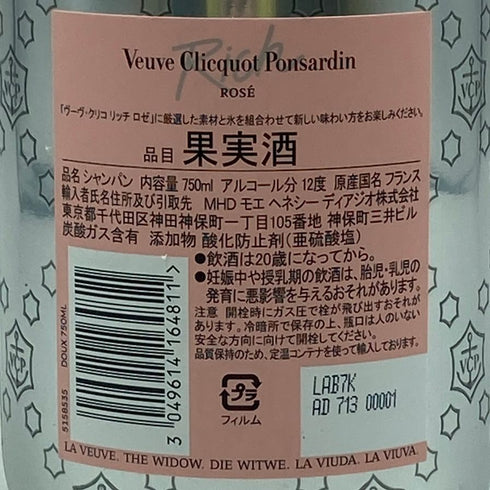 Rich
Veuve Clicquot Ponsardin
ROSÉ
「ヴーヴ・クリコ リッチ ロゼ」に厳選した素材と氷を組合わせて新しい味わい方をお楽しみください。
品目 果実酒
品名 シャンパン 内容量 750ml アルコール分 12度 原産国名 フランス
輸入者氏名住所及び引取先 MHD モエ ヘネシー ディアジオ株式会社
東京都千代田区神田神保町一丁目105番地 神保町三井ビル
炭酸ガス含有 添加物 酸化防止剤(亜硫酸塩)
●飲酒は20歳になってから。
●妊娠中や授乳期の飲酒は、胎児・乳児の
発育に悪影響を与えるおそれがあります。
注意 開栓時にガス圧で栓が飛び出すおそれが
あります。冷暗所で保存の上、瓶口は人のいない
安全な方向に向けて開栓してください。
品質保持のため、定温コンテナを使って輸入しております。
5158535 DOUX 750ML
3 049614 164811 >
プラ
フィルム
LAB7K
AD 713 00001
LA VEUVE. THE WIDOW. DIE WITWE. LA VIUDA. LA VIUVA.
VCP
VCP
VCP